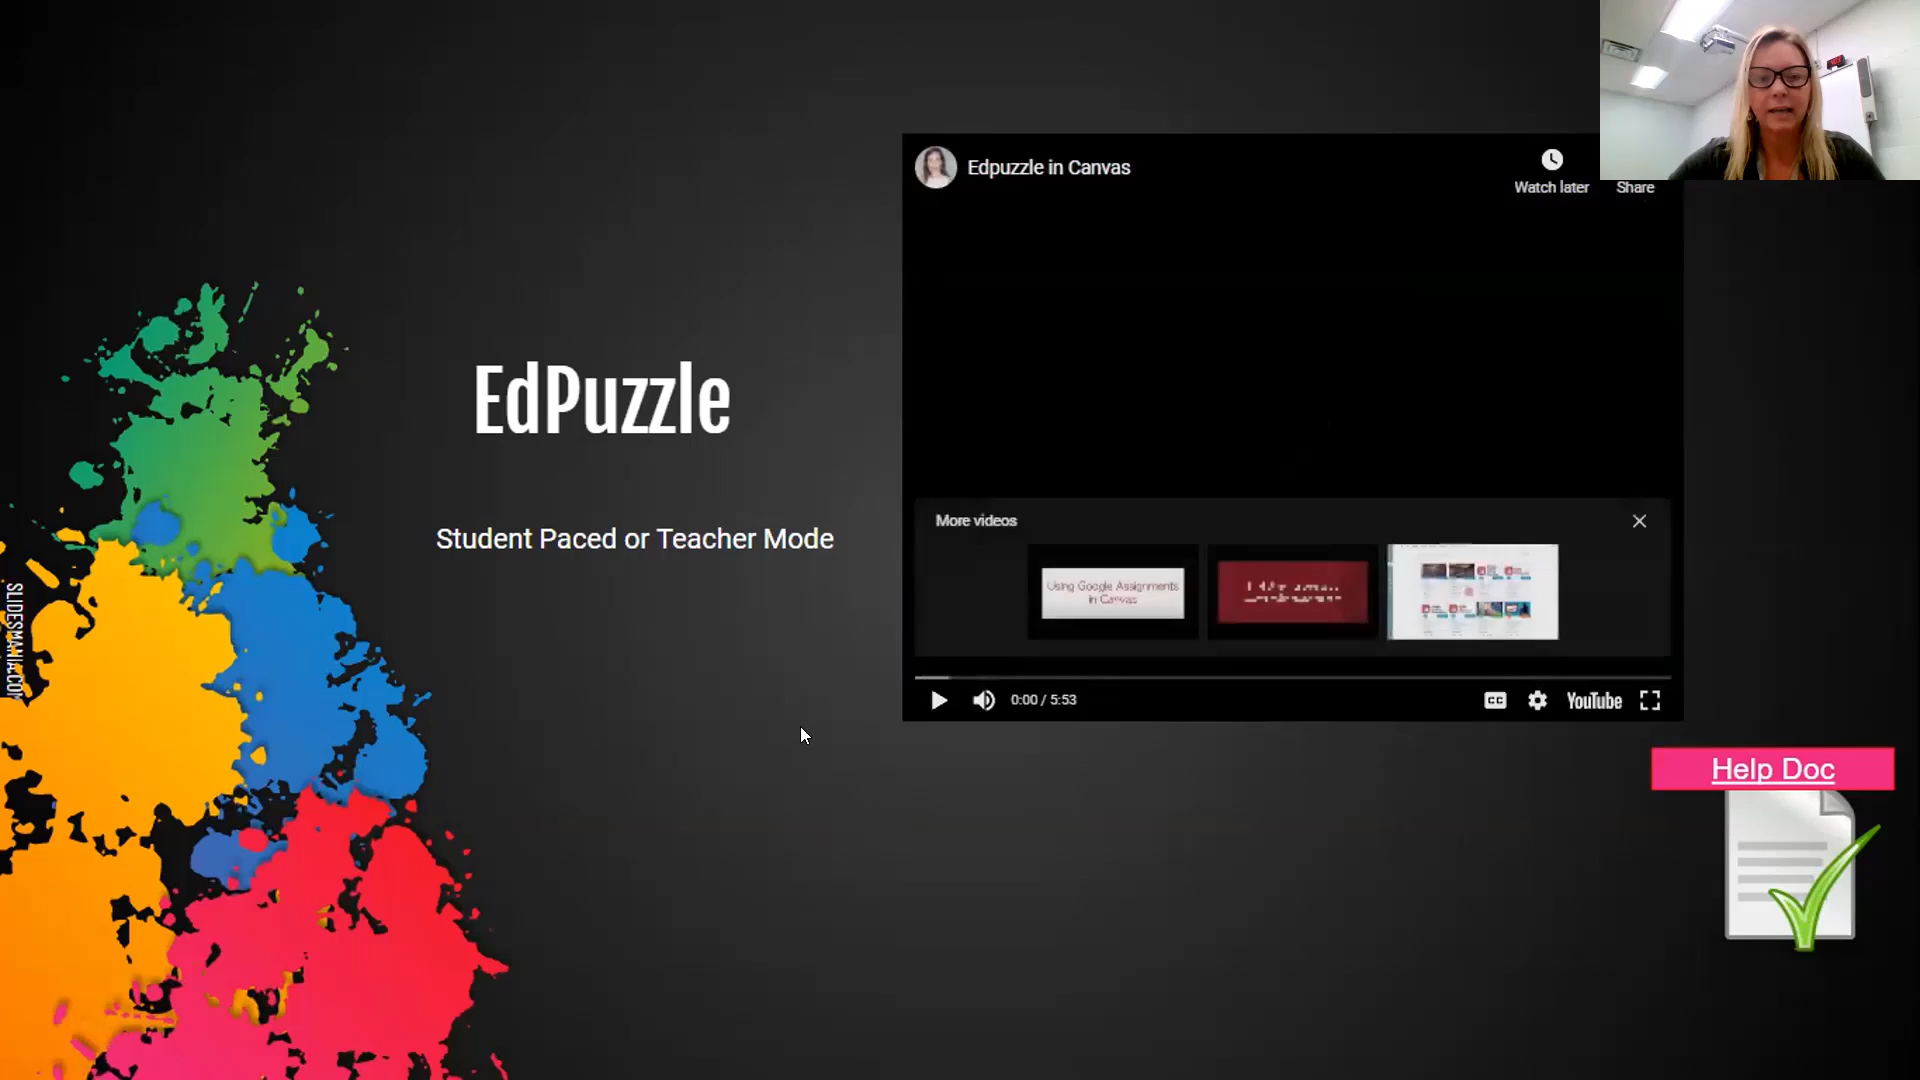 EdPuzzle
Student Paced or Teacher Mode
SLIDESMANIA.COM
Edpuzzle in Canvas
Watch later
Share
More videos
Using Google Assignments
in Canvas
0:00 / 5:53
CC
YouTube
Help Doc